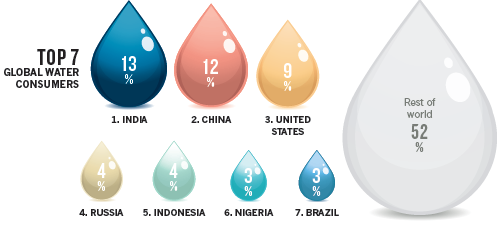 TOP 7
GLOBAL WATER
CONSUMERS
13
%
1. INDIA
12
%
2. CHINA
9
%
3. UNITED
STATES
4
%
4. RUSSIA
4
%
5. INDONESIA
3
%
6. NIGERIA
3
%
7. BRAZIL
Rest of
world
52
%